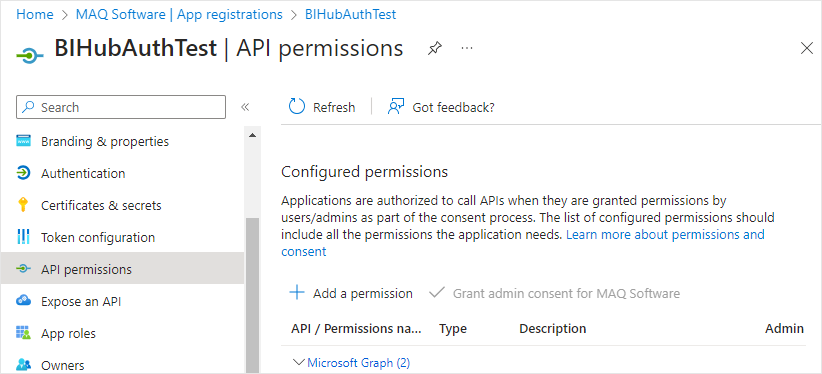 Home > MAQ Software | App registrations > BIHubAuthTest
BIHubAuthTest | API permissions
Search
Refresh
Got feedback?
Branding & properties
Authentication
Certificates & secrets
Token configuration
API permissions
Expose an API
App roles
Owners
Configured permissions
Applications are authorized to call APIs when they are granted permissions by
users/admins as part of the consent process. The list of configured permissions should
include all the permissions the application needs. Learn more about permissions and
consent
Add a permission
Grant admin consent for MAQ Software
API / Permissions na... Type Description Admin
Microsoft Graph (2)